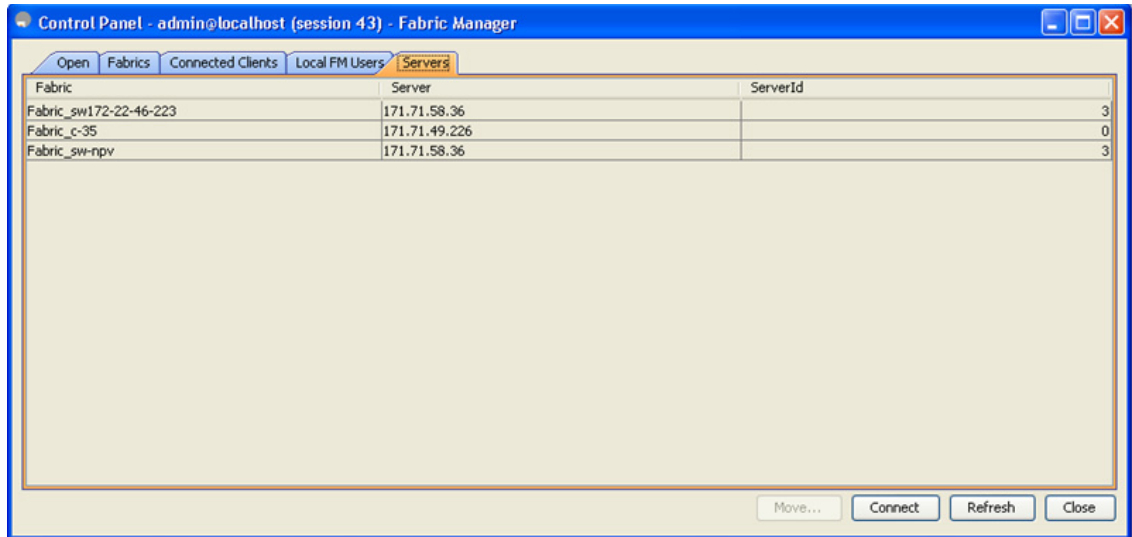 Control Panel - admin@localhost (session 43) - Fabric Manager
Open Fabrics Connected Clients Local FM Users Servers
Fabric Server ServerId
Fabric_sw172-22-46-223 171.71.58.36 3
Fabric_c-35 171.71.49.226 0
Fabric_sw-npv 171.71.58.36 3
Move... Connect Refresh Close